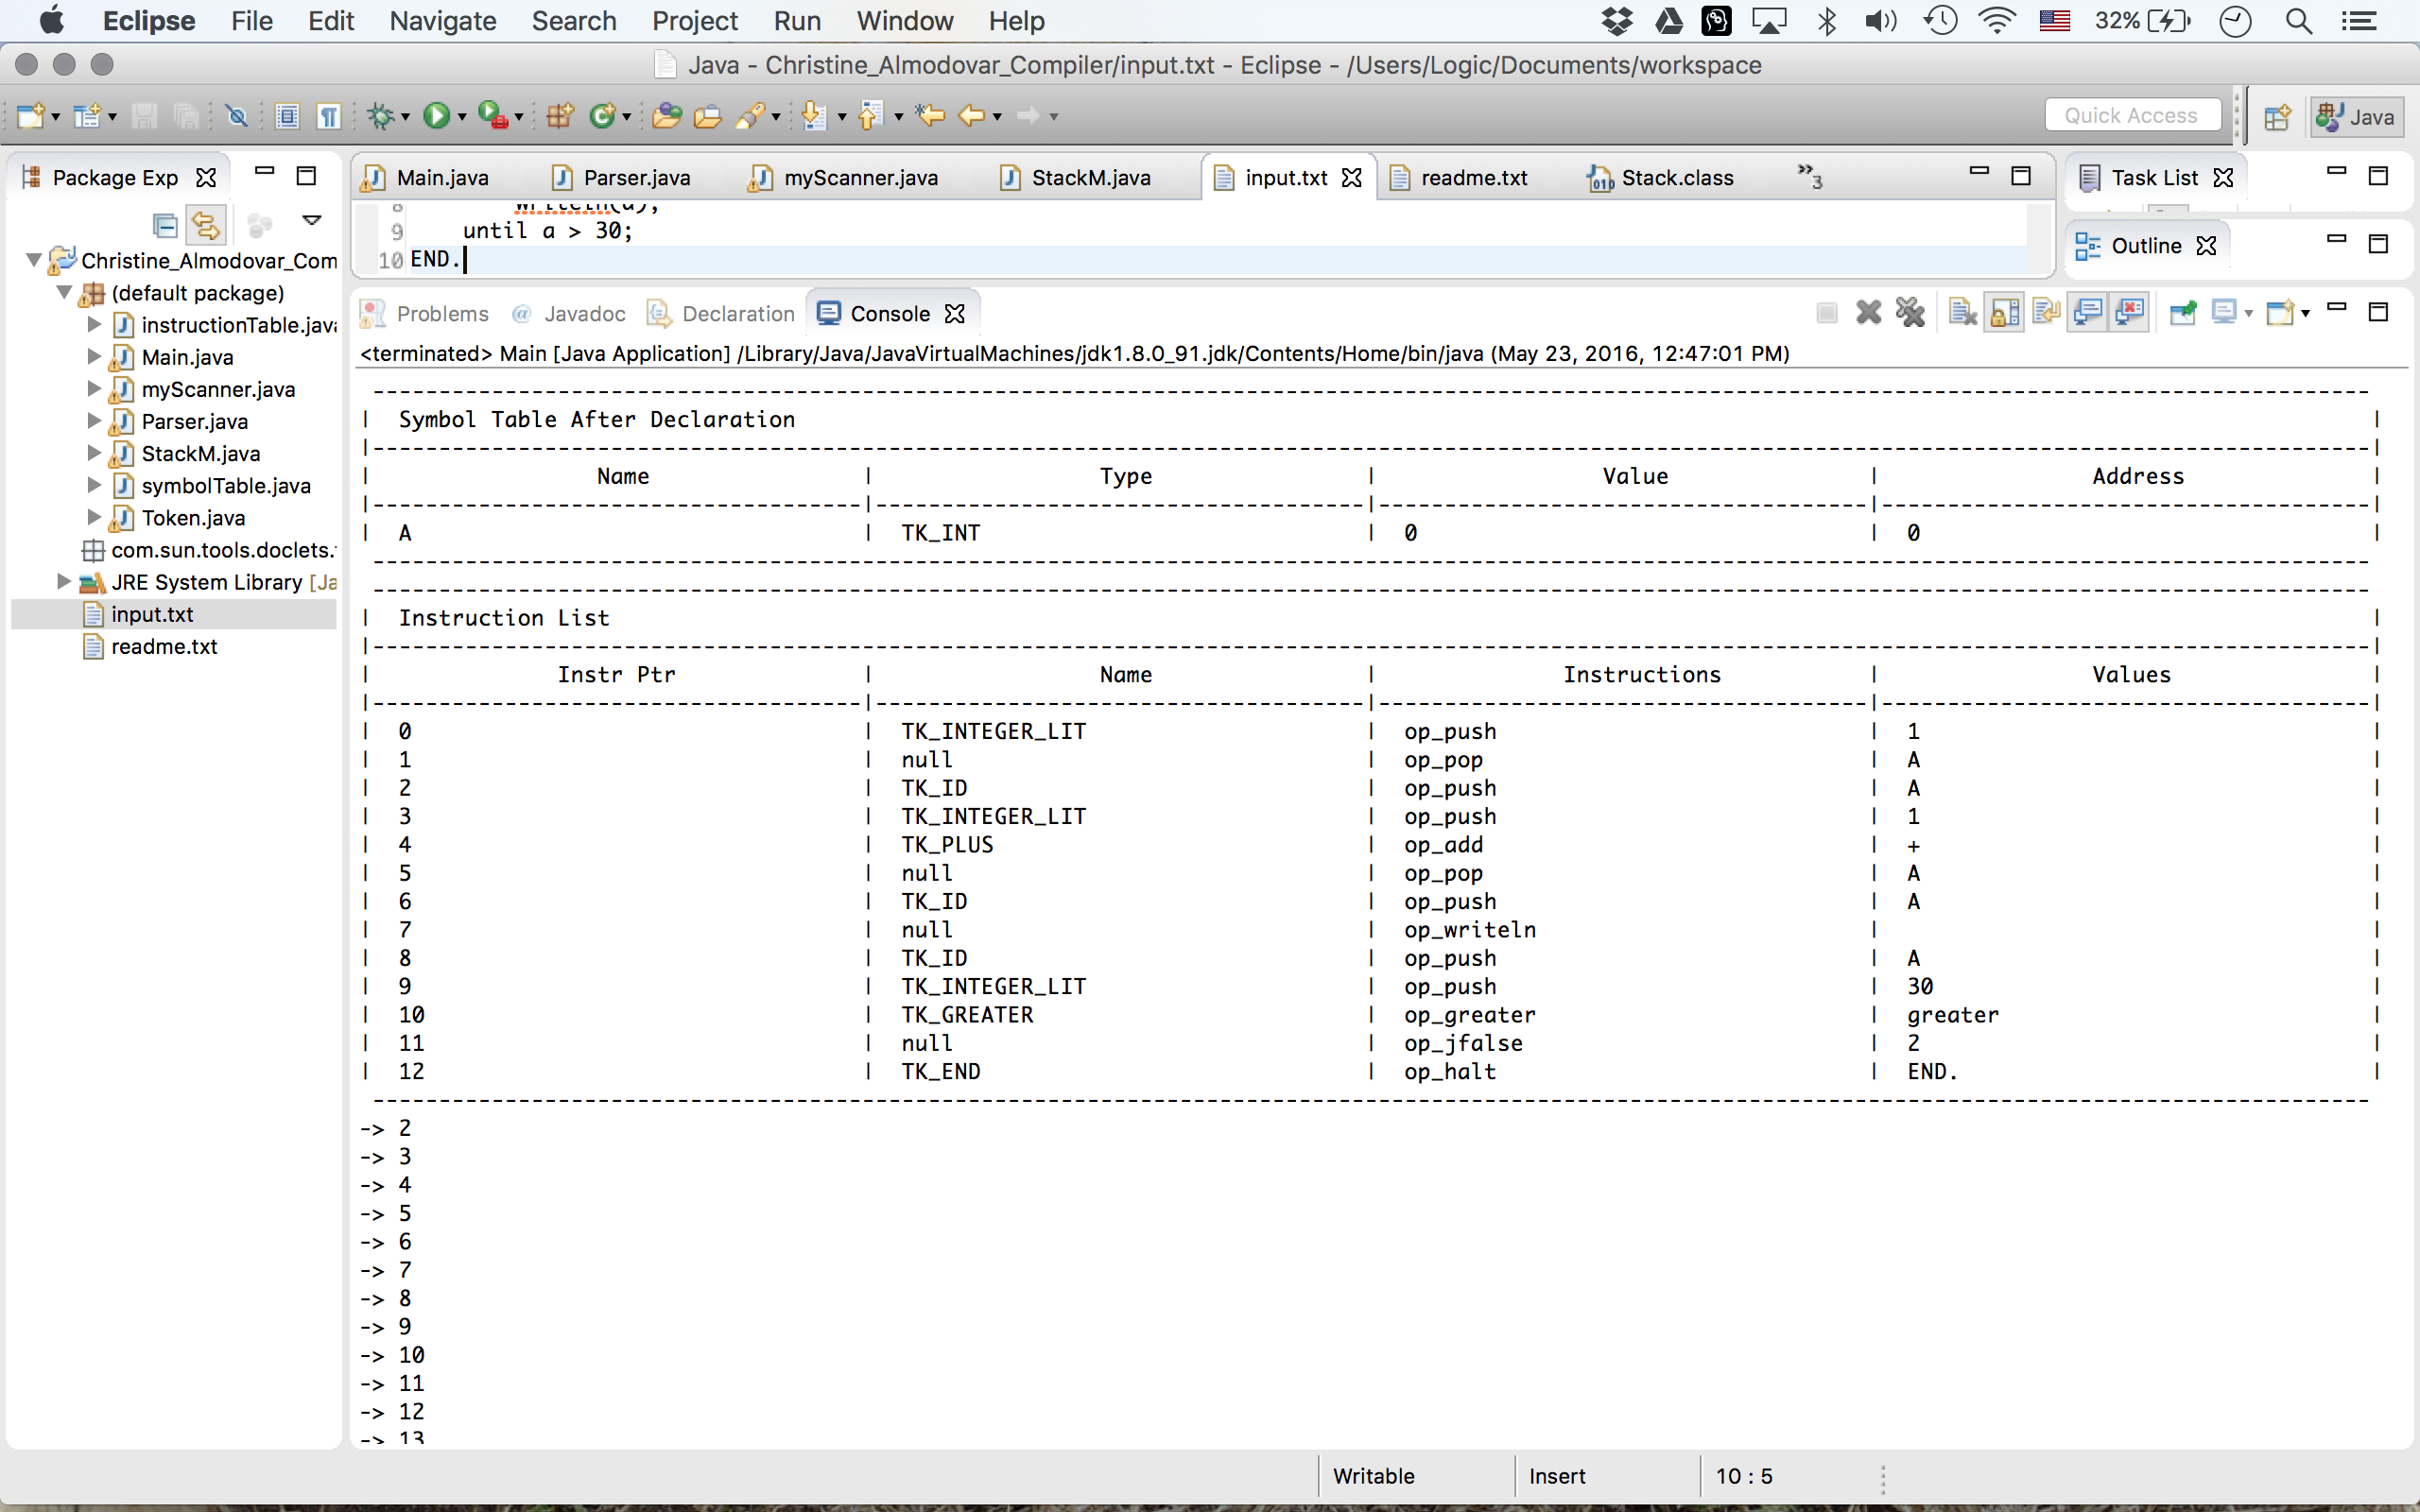 Eclipse File Edit Navigate Search Project Run Window Help 32%
Java - Christine_Almodovar_Compiler/input.txt - Eclipse - /Users/Logic/Documents/workspace
Quick Access Java
Package Exp
Christine_Almodovar_Com
(default package)
instructionTable.java
Main.java
myScanner.java
Parser.java
StackM.java
symbolTable.java
Token.java
com.sun.tools.doclets.
JRE System Library [Ja
input.txt
readme.txt
Main.java Parser.java myScanner.java StackM.java input.txt readme.txt Stack.class »3
8 writeln(a);
9 until a > 30;
10 END.
Task List
Outline
Problems @ Javadoc Declaration Console
<terminated> Main [Java Application] /Library/Java/JavaVirtualMachines/jdk1.8.0_91.jdk/Contents/Home/bin/java (May 23, 2016, 12:47:01 PM)
| Symbol Table After Declaration |
| Name | Type | Value | Address |
| A | TK_INT | 0 | 0 |
| Instruction List |
| Instr Ptr | Name | Instructions | Values |
| 0 | TK_INTEGER_LIT | op_push | 1 |
| 1 | null | op_pop | A |
| 2 | TK_ID | op_push | A |
| 3 | TK_INTEGER_LIT | op_push | 1 |
| 4 | TK_PLUS | op_add | + |
| 5 | null | op_pop | A |
| 6 | TK_ID | op_push | A |
| 7 | null | op_writeln | |
| 8 | TK_ID | op_push | A |
| 9 | TK_INTEGER_LIT | op_push | 30 |
| 10 | TK_GREATER | op_greater | greater |
| 11 | null | op_jfalse | 2 |
| 12 | TK_END | op_halt | END. |
-> 2
-> 3
-> 4
-> 5
-> 6
-> 7
-> 8
-> 9
-> 10
-> 11
-> 12
-> 13
Writable Insert 10 : 5